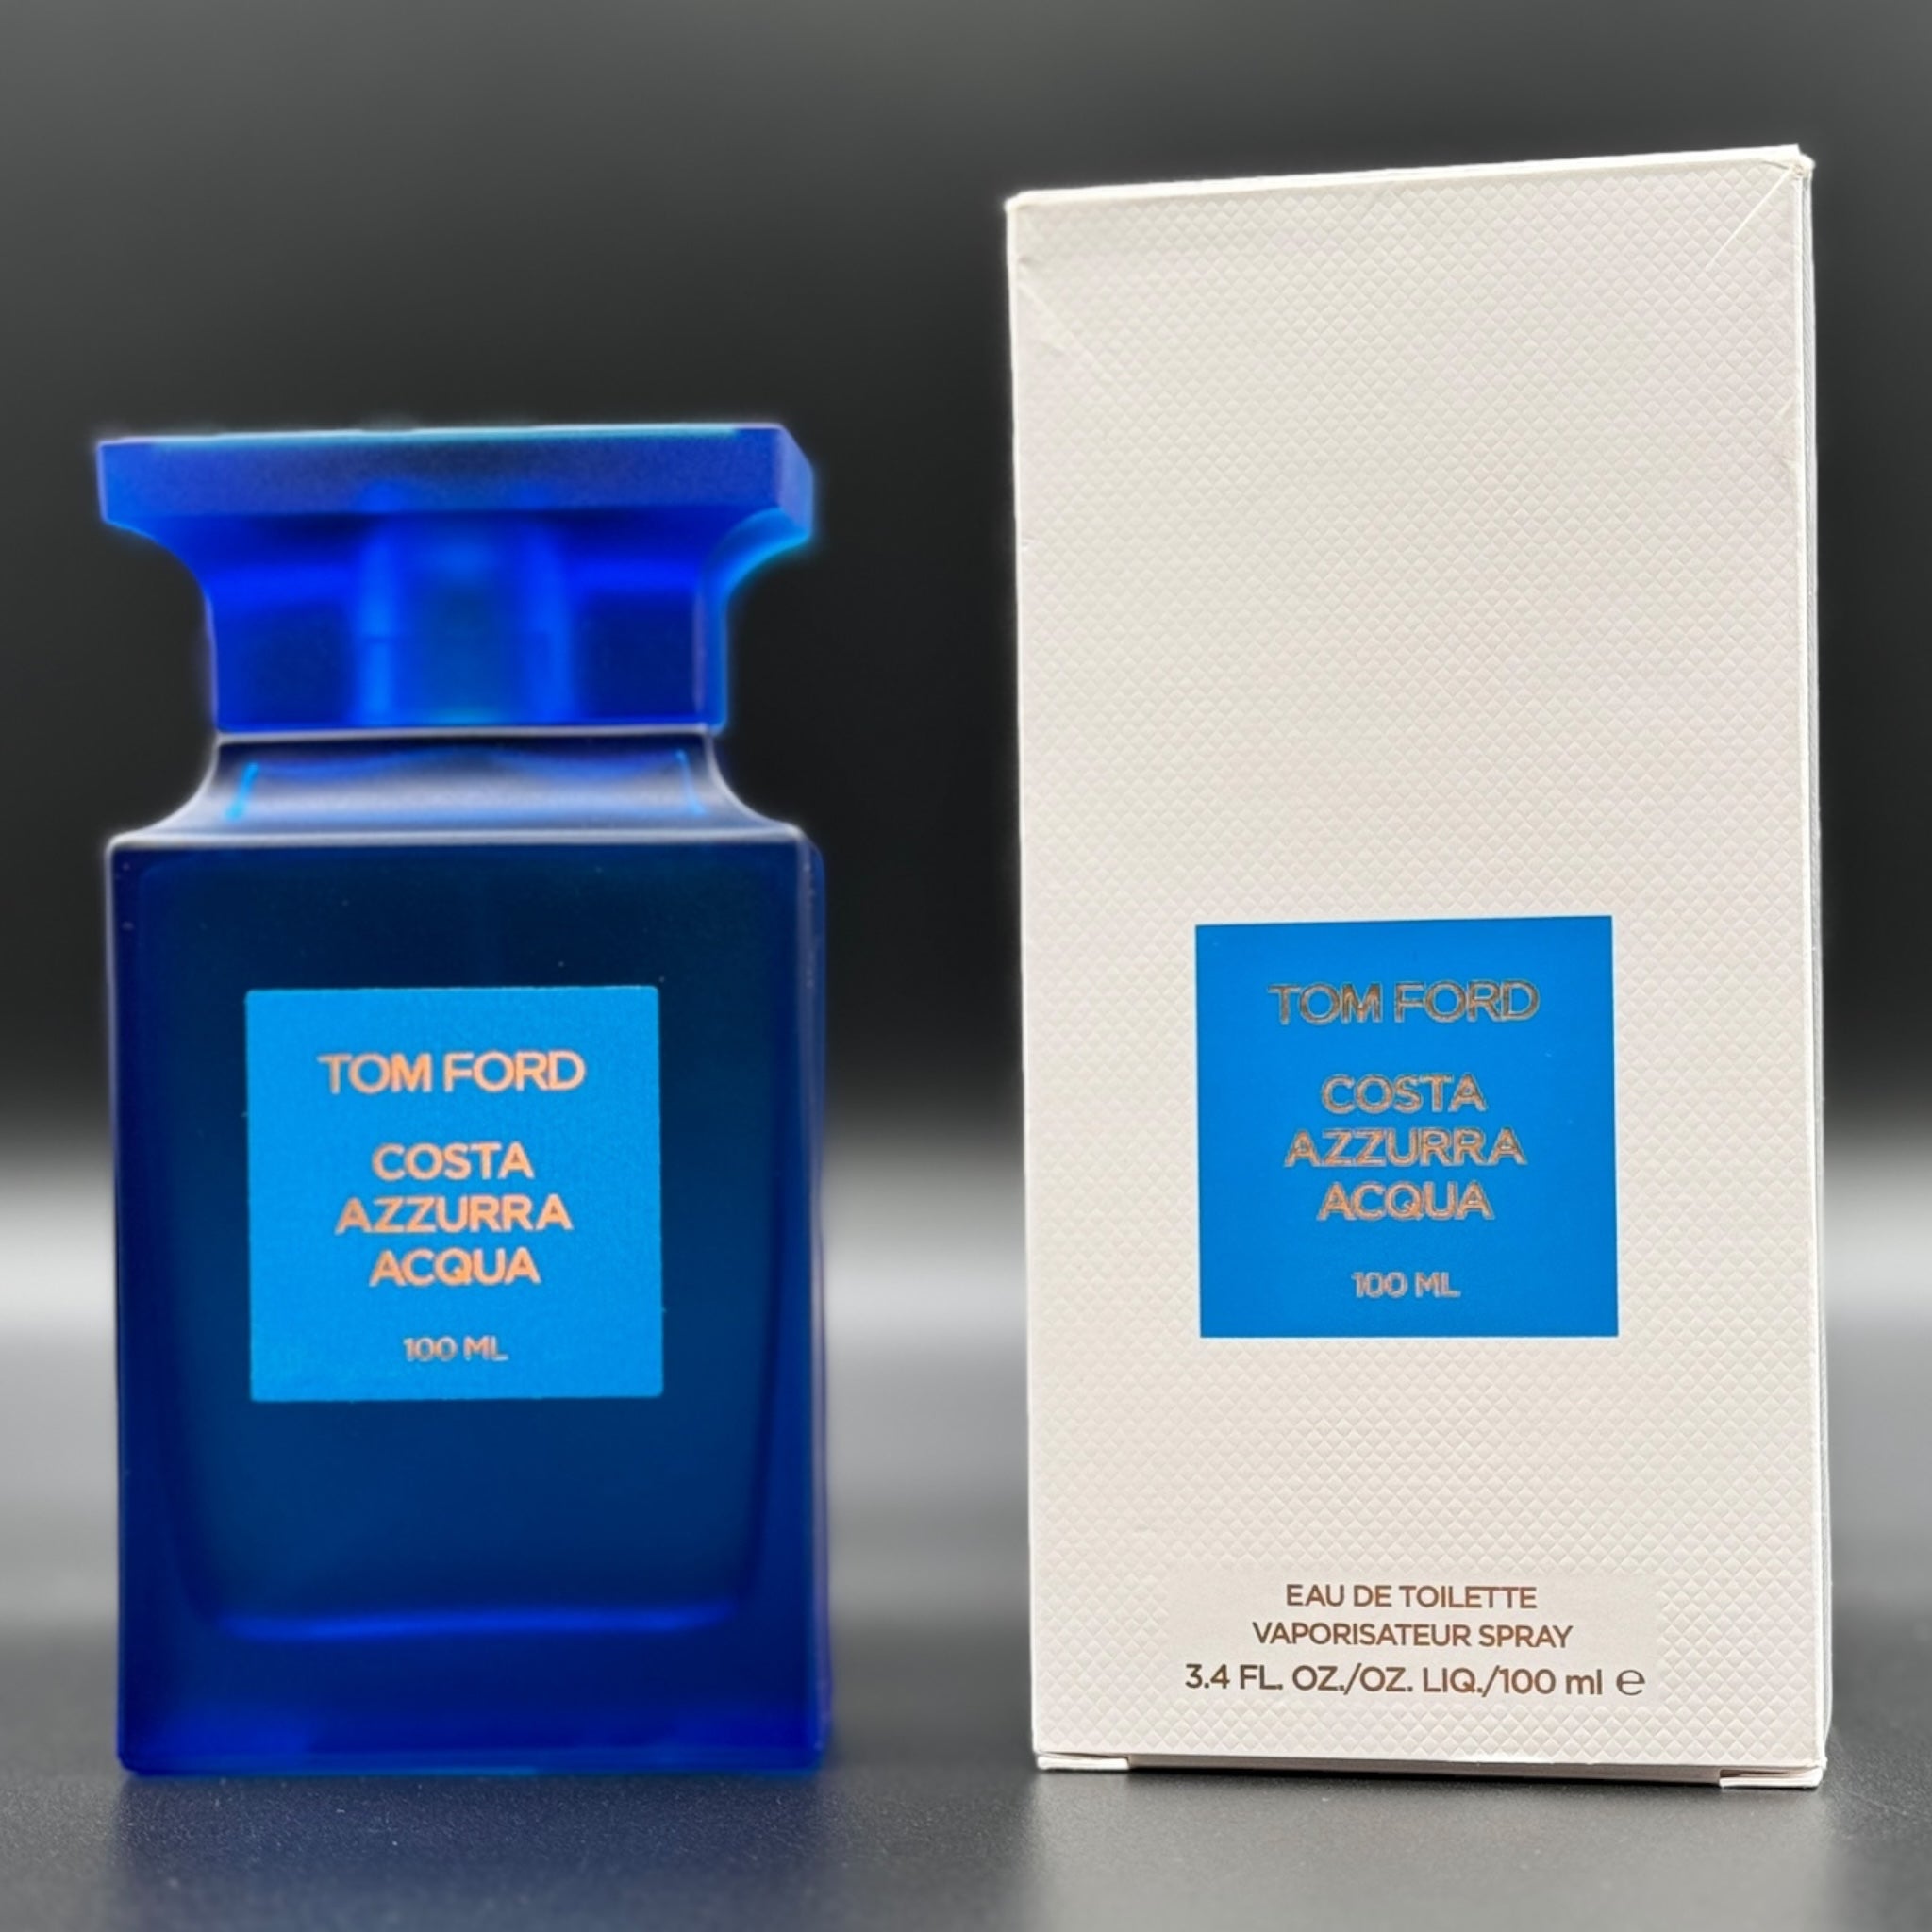 TOM FORD
COSTA
AZZURRA
ACQUA
100 ML
TOM FORD
COSTA
AZZURRA
ACQUA
100 ML
EAU DE TOILETTE
VAPORISATEUR SPRAY
3.4 FL. OZ./OZ. LIQ./100 ml ℮